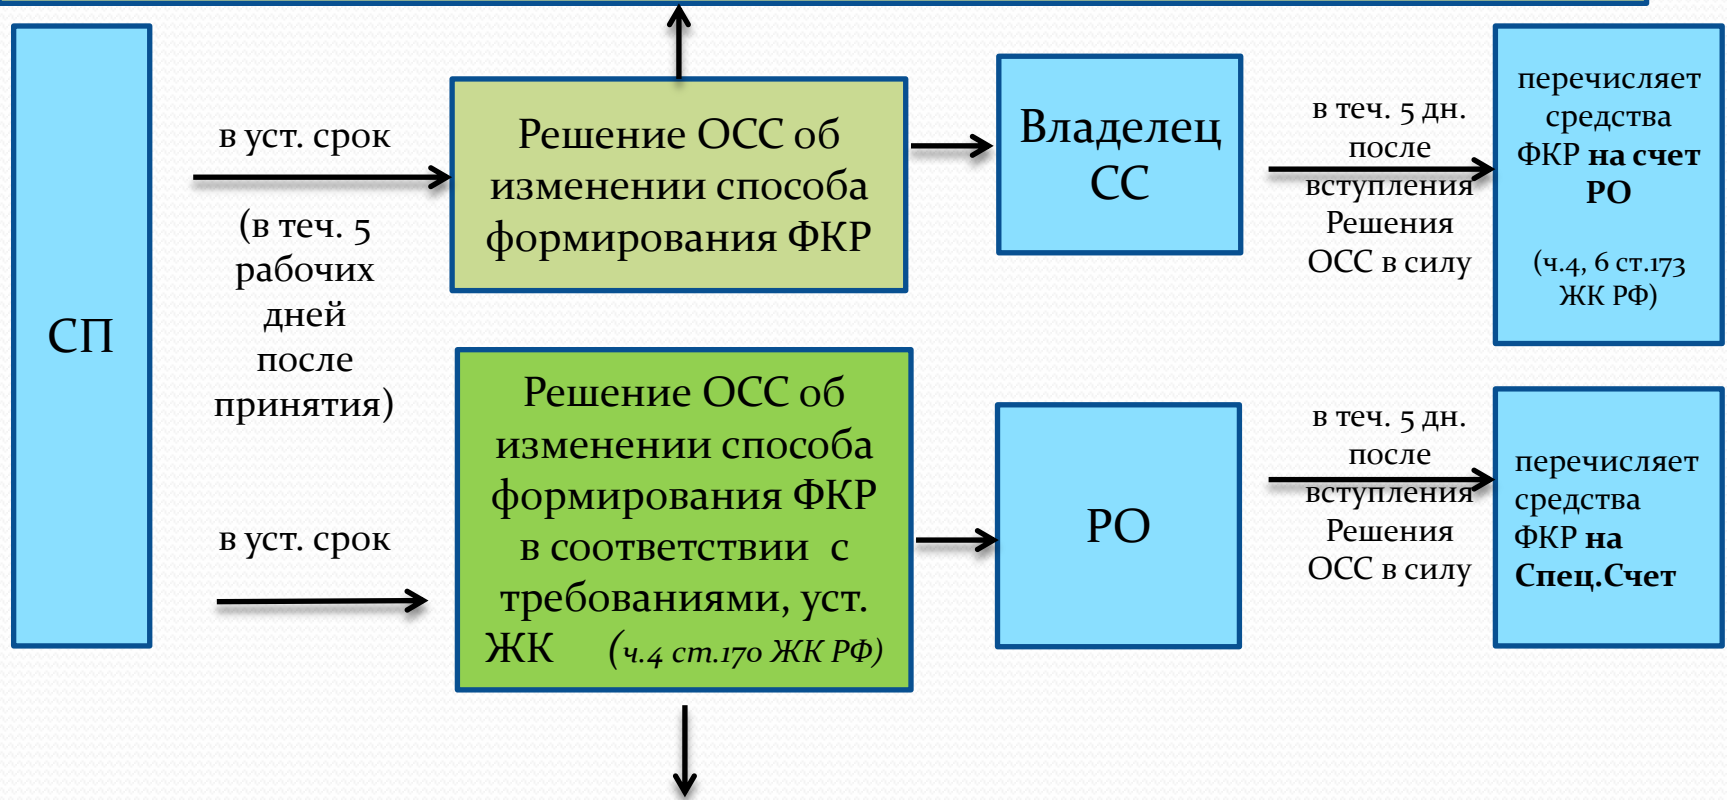 СП
в уст. срок
(в теч. 5
рабочих
дней
после
принятия)
Решение ОСС об
изменении способа
формирования ФКР
Владелец
СС
в теч. 5 дн.
после
вступления
Решения
ОСС в силу
перечисляет
средства
ФКР на счет
РО
(ч.4, 6 ст.173
ЖК РФ)
в уст. срок
Решение ОСС об
изменении способа
формирования ФКР
в соответствии с
требованиями, уст.
ЖК (ч.4 ст.170 ЖК РФ)
РО
в теч. 5 дн.
после
вступления
Решения
ОСС в силу
перечисляет
средства
ФКР на
Спец.Счет